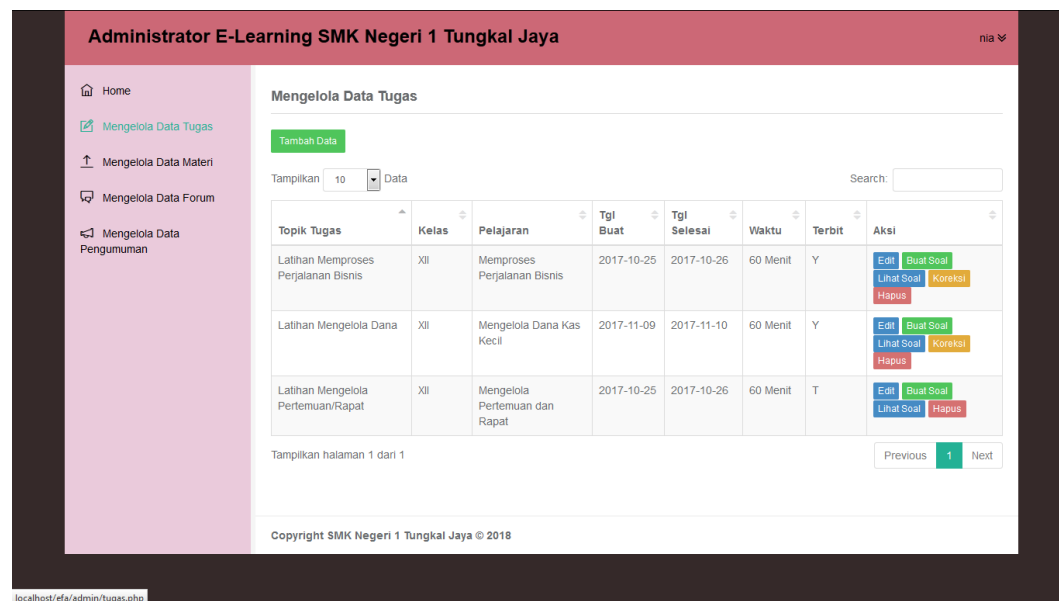 Administrator E-Learning SMK Negeri 1 Tungkal Jaya
nia
Home
Mengelola Data Tugas
Mengelola Data Materi
Mengelola Data Forum
Mengelola Data
Pengumuman
Mengelola Data Tugas
Tambah Data
Tampilkan 10 Data
Search:
Topik Tugas Kelas Pelajaran Tgl Buat Tgl Selesai Waktu Terbit Aksi
Latihan Memproses Perjalanan Bisnis XII Memproses Perjalanan Bisnis 2017-10-25 2017-10-26 60 Menit Y Edit Buat Soal
Lihat Soal Koreksi
Hapus
Latihan Mengelola Dana XII Mengelola Dana Kas Kecil 2017-11-09 2017-11-10 60 Menit Y Edit Buat Soal
Lihat Soal Koreksi
Hapus
Latihan Mengelola Pertemuan/Rapat XII Mengelola Pertemuan dan Rapat 2017-10-25 2017-10-26 60 Menit T Edit Buat Soal
Lihat Soal Hapus
Tampilkan halaman 1 dari 1
Previous 1 Next
Copyright SMK Negeri 1 Tungkal Jaya © 2018
localhost/efa/admin/tugas.php